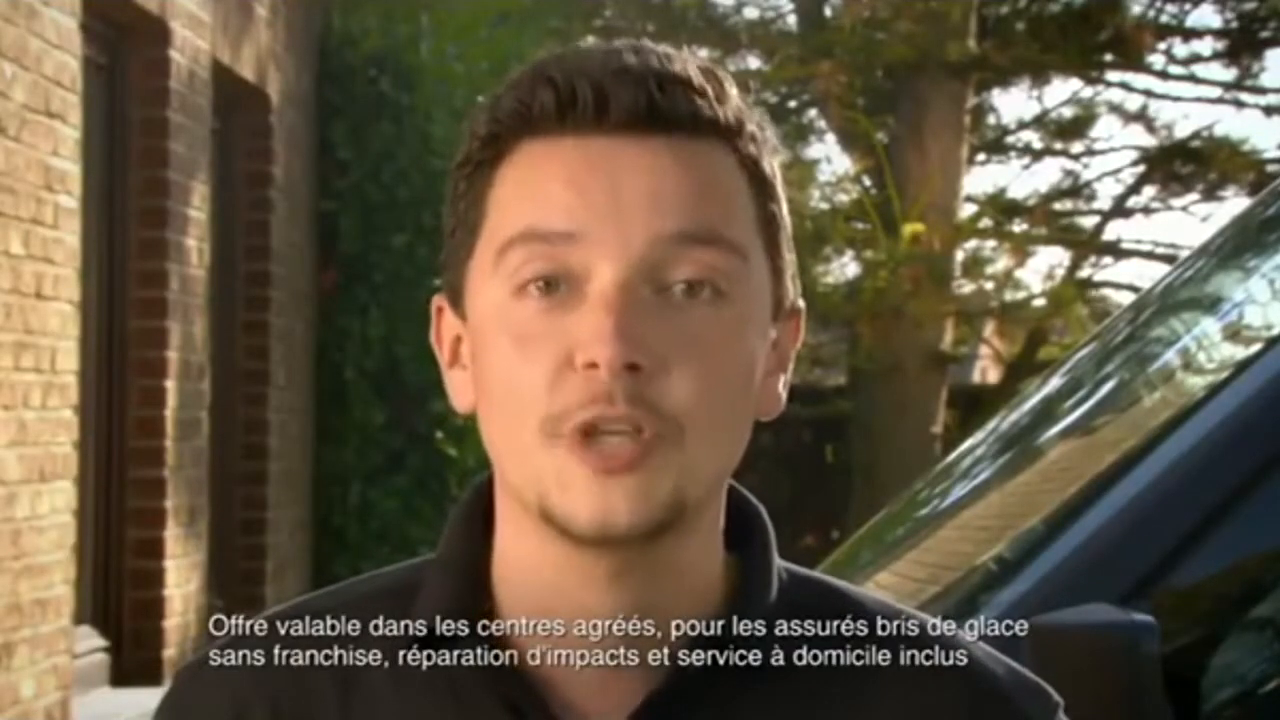 Offre valable dans les centres agréés, pour les assurés bris de glace
sans franchise, réparation d'impacts et service à domicile inclus